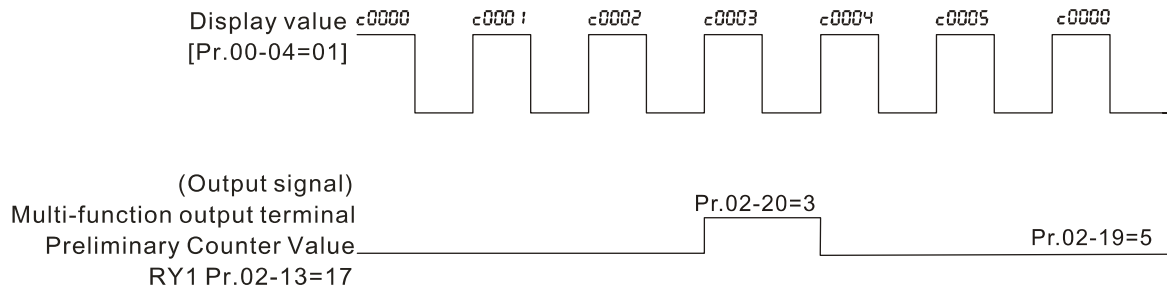 Display value c0000 c0001 c0002 c0003 c0004 c0005 c0000
[Pr.00-04=01]
(Output signal)
Multi-function output terminal
Pr.02-20=3
Preliminary Counter Value
Pr.02-19=5
RY1 Pr.02-13=17